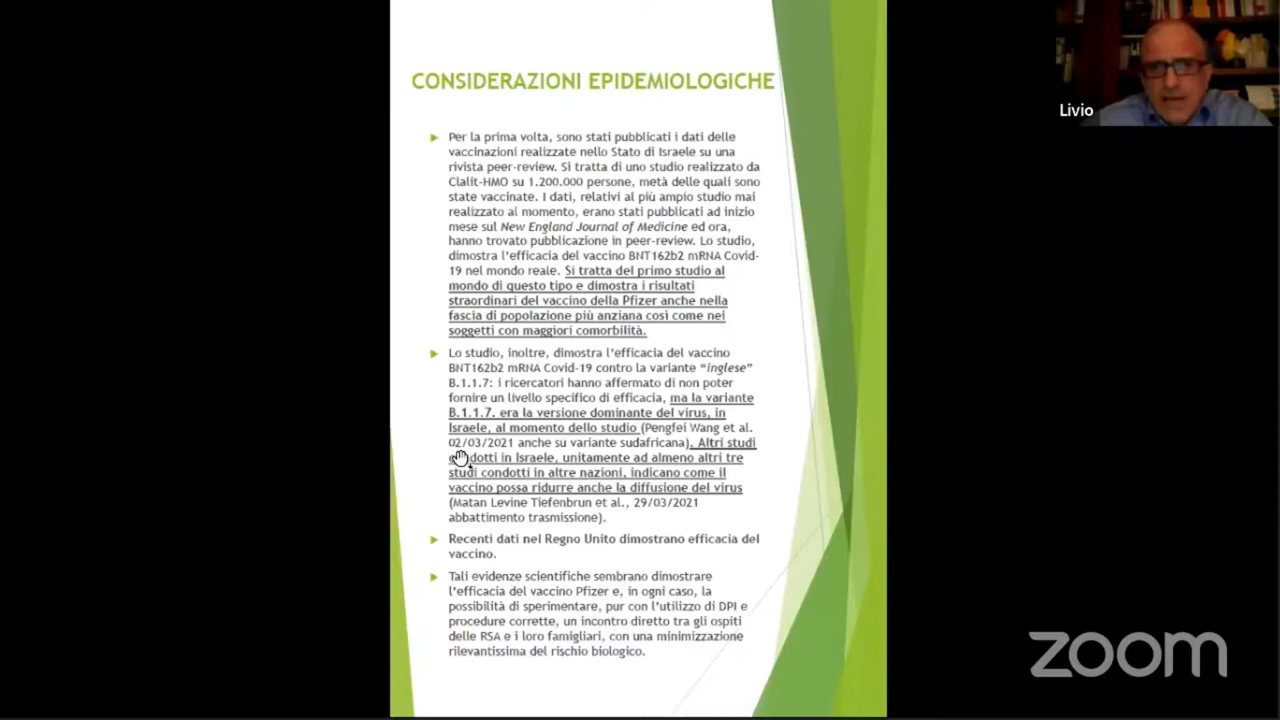 CONSIDERAZIONI EPIDEMIOLOGICHE
Per la prima volta, sono stati pubblicati i dati delle
vaccinazioni realizzate nello Stato di Israele su una
rivista peer-review. Si tratta di uno studio realizzato da
Clalit-HMO su 1.200.000 persone, metà delle quali sono
state vaccinate. I dati, relativi al più ampio studio mai
realizzato al momento, erano stati pubblicati ad inizio
mese sul New England Journal of Medicine ed ora,
hanno trovato pubblicazione in peer-review. Lo studio,
dimostra l'efficacia del vaccino BNT162b2 mRNA Covid-
19 nel mondo reale. Si tratta del primo studio al
mondo di questo tipo e dimostra i risultati
straordinari del vaccino della Pfizer anche nella
fascia di popolazione più anziana così come nei
soggetti con maggiori comorbilità.
Lo studio, inoltre, dimostra l'efficacia del vaccino
BNT162b2 mRNA Covid-19 contro la variante "inglese"
B.1.1.7: i ricercatori hanno affermato di non poter
fornire un livello specifico di efficacia, ma la variante
B.1.1.7. era la versione dominante del virus, in
Israele, al momento dello studio (Pengfei Wang et al.
02/03/2021 anche su variante sudafricana). Altri studi
condotti in Israele, unitamente ad almeno altri tre
studi condotti in altre nazioni, indicano come il
vaccino possa ridurre anche la diffusione del virus
(Matan Levine Tiefenbrun et al., 29/03/2021
abbattimento trasmissione).
Recenti dati nel Regno Unito dimostrano efficacia del
vaccino.
Tali evidenze scientifiche sembrano dimostrare
l'efficacia del vaccino Pfizer e, in ogni caso, la
possibilità di sperimentare, pur con l'utilizzo di DPI e
procedure corrette, un incontro diretto tra gli ospiti
delle RSA e i loro famigliari, con una minimizzazione
rilevantissima del rischio biologico.
Livio
zoom